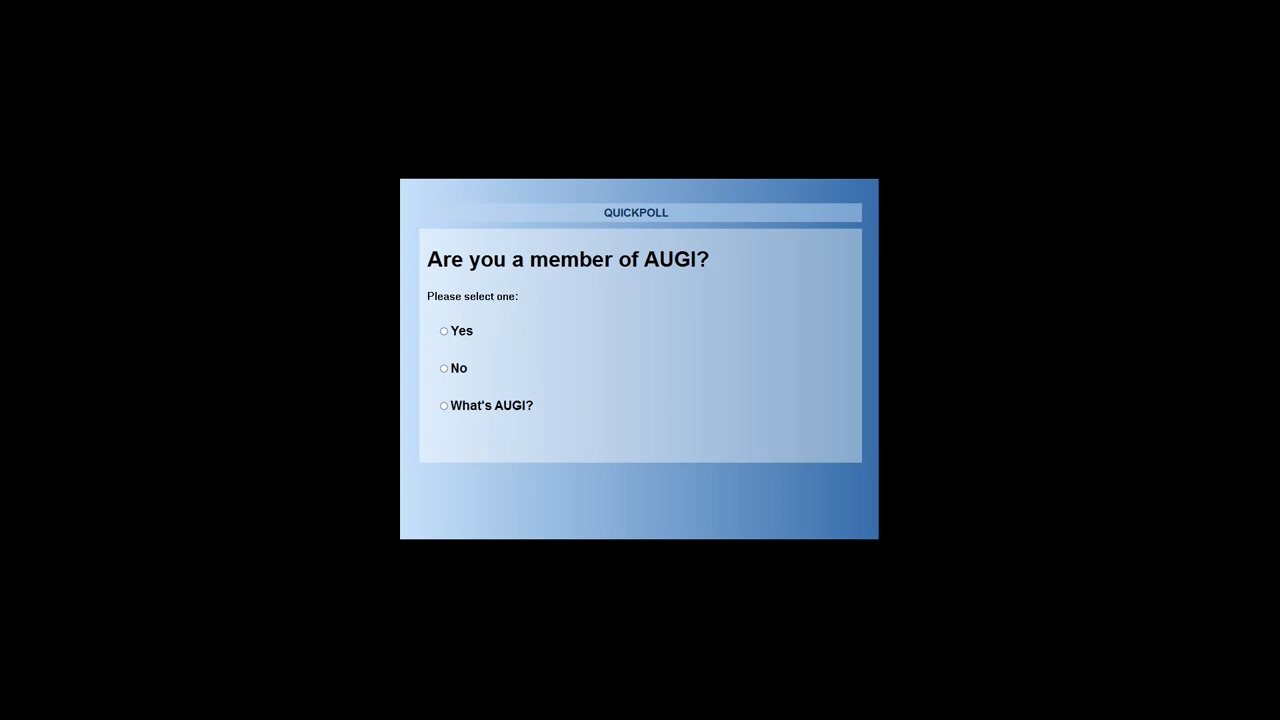 QUICKPOLL
Are you a member of AUGI?
Please select one:
Yes
No
What's AUGI?